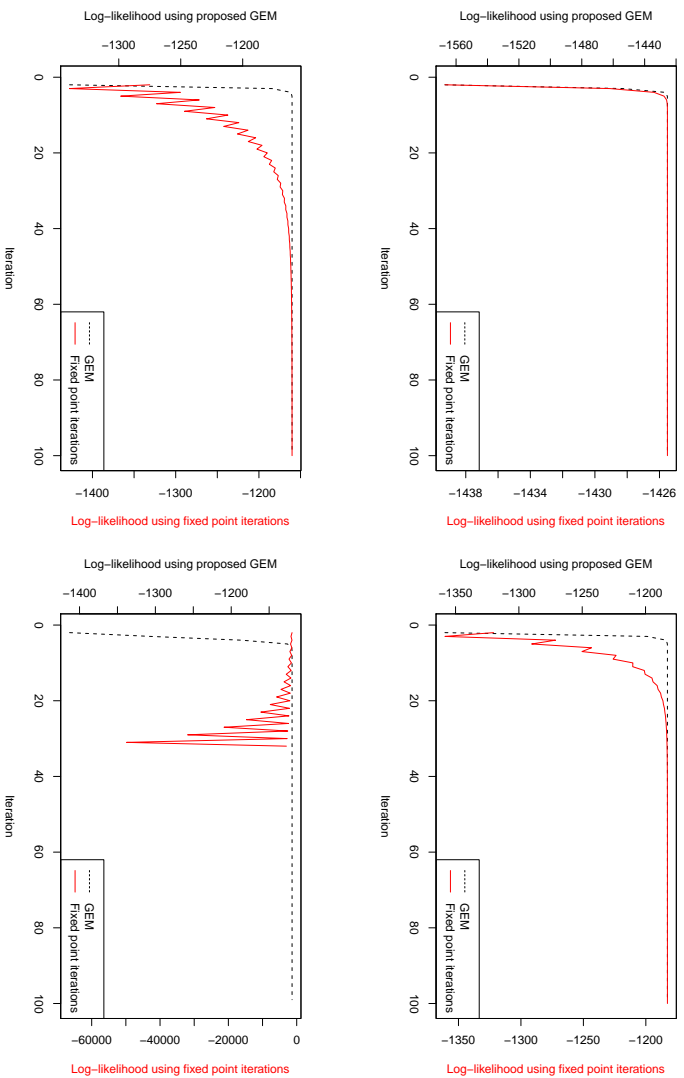 Log−likelihood using proposed GEM
−1300 −1250 −1200
0 20 40 60 80 100
Iteration
GEM
Fixed point iterations
−1400 −1300 −1200
Log−likelihood using fixed point iterations
Log−likelihood using proposed GEM
−1560 −1520 −1480 −1440
0 20 40 60 80 100
GEM
Fixed point iterations
−1438 −1434 −1430 −1426
Log−likelihood using fixed point iterations
Log−likelihood using proposed GEM
−1400 −1300 −1200
0 20 40 60 80 100
Iteration
GEM
Fixed point iterations
−60000 −40000 −20000 0
Log−likelihood using fixed point iterations
Log−likelihood using proposed GEM
−1350 −1300 −1250 −1200
0 20 40 60 80 100
GEM
Fixed point iterations
−1350 −1300 −1250 −1200
Log−likelihood using fixed point iterations